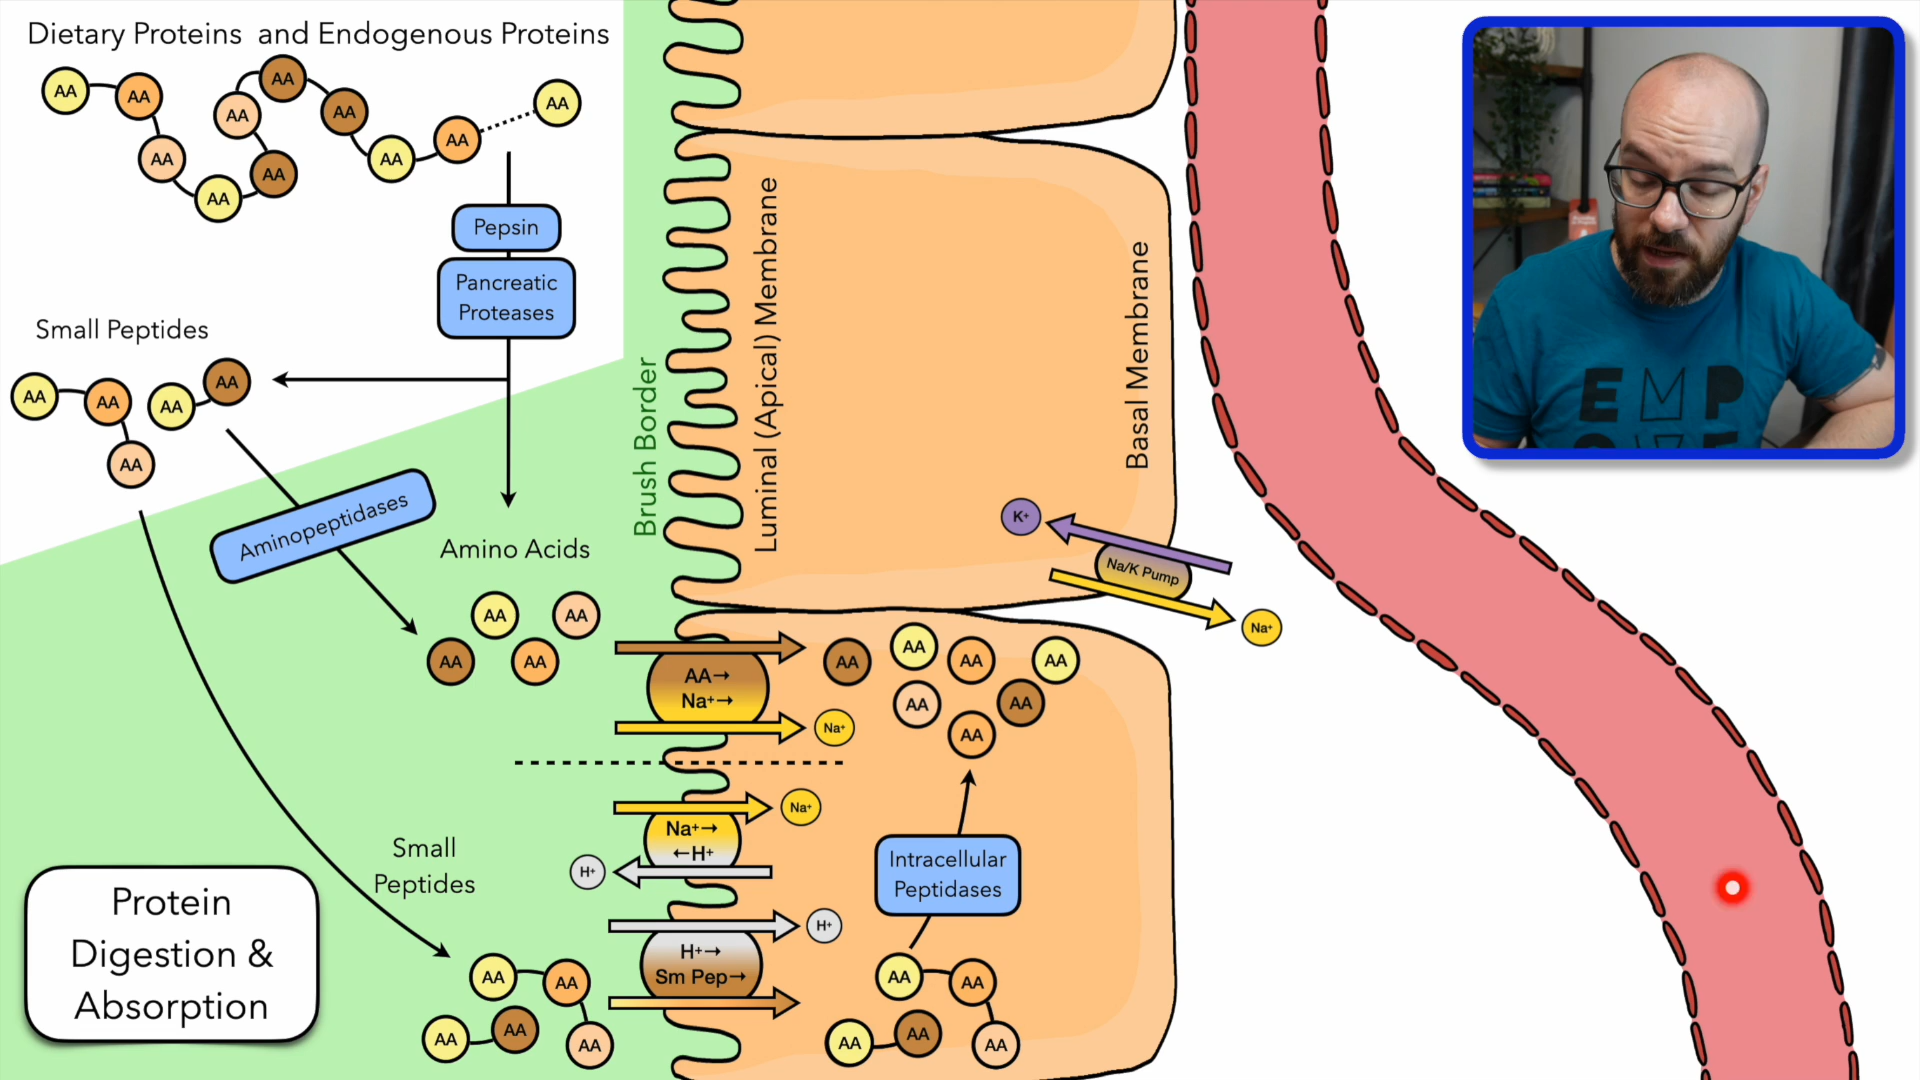 Dietary Proteins and Endogenous Proteins
AA
AA
AA
AA
AA
AA
AA
AA
AA
AA
AA
Pepsin
Pancreatic
Proteases
Small Peptides
AA
AA
AA
AA
AA
Aminopeptidases
Amino Acids
AA
AA
AA
AA
Brush Border
Luminal (Apical) Membrane
Basal Membrane
K+
Na/K Pump
Na+
AA→
Na+→
Na+
AA
AA
AA
AA
AA
AA
AA
Na+→
←H+
Na+
H+
H+→
Sm Pep→
H+
Intracellular
Peptidases
Small
Peptides
AA
AA
AA
AA
AA
AA
AA
AA
AA
AA
Protein
Digestion &
Absorption
EMP